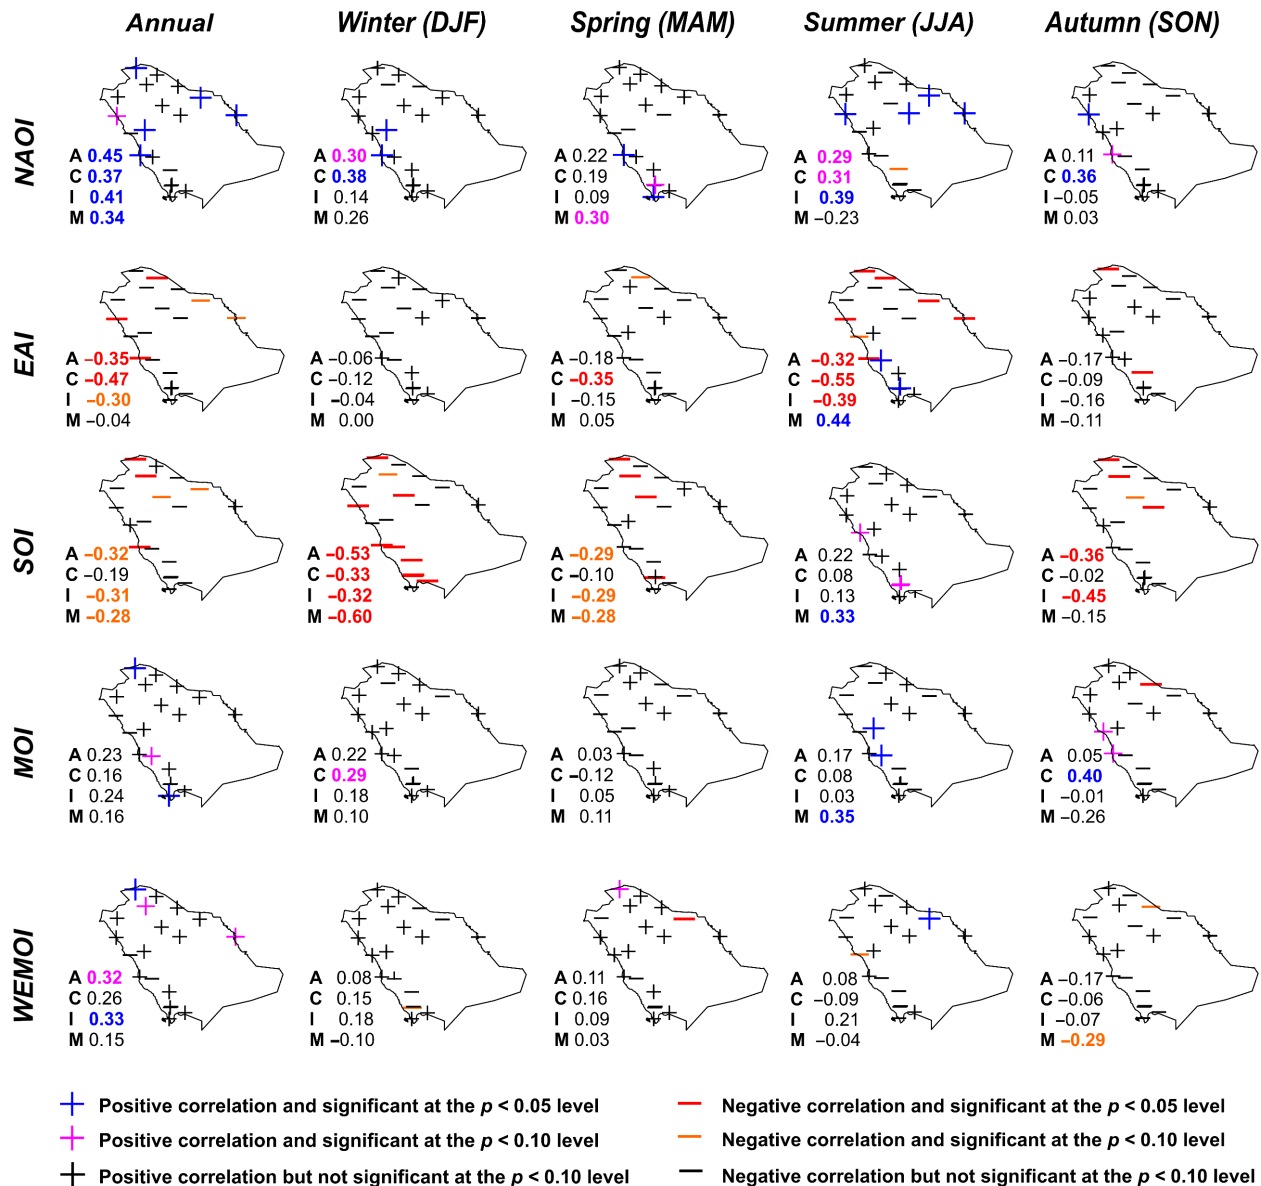 Annual Winter (DJF) Spring (MAM) Summer (JJA) Autumn (SON)
NAOI
A 0.45
C 0.37
I 0.41
M 0.34
A 0.30
C 0.38
I 0.14
M 0.26
A 0.22
C 0.19
I 0.09
M 0.30
A 0.29
C 0.31
I 0.39
M −0.23
A 0.11
C 0.36
I −0.05
M 0.03
EAI
A −0.35
C −0.47
I −0.30
M −0.04
A −0.06
C −0.12
I −0.04
M 0.00
A −0.18
C −0.35
I −0.15
M 0.05
A −0.32
C −0.55
I −0.39
M 0.44
A −0.17
C −0.09
I −0.16
M −0.11
SOI
A −0.32
C −0.19
I −0.31
M −0.28
A −0.53
C −0.33
I −0.32
M −0.60
A −0.29
C −0.10
I −0.29
M −0.28
A 0.22
C 0.08
I 0.13
M 0.33
A −0.36
C −0.02
I −0.45
M −0.15
MOI
A 0.23
C 0.16
I 0.24
M 0.16
A 0.22
C 0.29
I 0.18
M 0.10
A 0.03
C −0.12
I 0.05
M 0.11
A 0.17
C 0.08
I 0.03
M 0.35
A 0.05
C 0.40
I −0.01
M −0.26
WEMOI
A 0.32
C 0.26
I 0.33
M 0.15
A 0.08
C 0.15
I 0.18
M −0.10
A 0.11
C 0.16
I 0.09
M 0.03
A 0.08
C −0.09
I 0.21
M −0.04
A −0.17
C −0.06
I −0.07
M −0.29
Positive correlation and significant at the p < 0.05 level
Negative correlation and significant at the p < 0.05 level
Positive correlation and significant at the p < 0.10 level
Negative correlation and significant at the p < 0.10 level
Positive correlation but not significant at the p < 0.10 level
Negative correlation but not significant at the p < 0.10 level